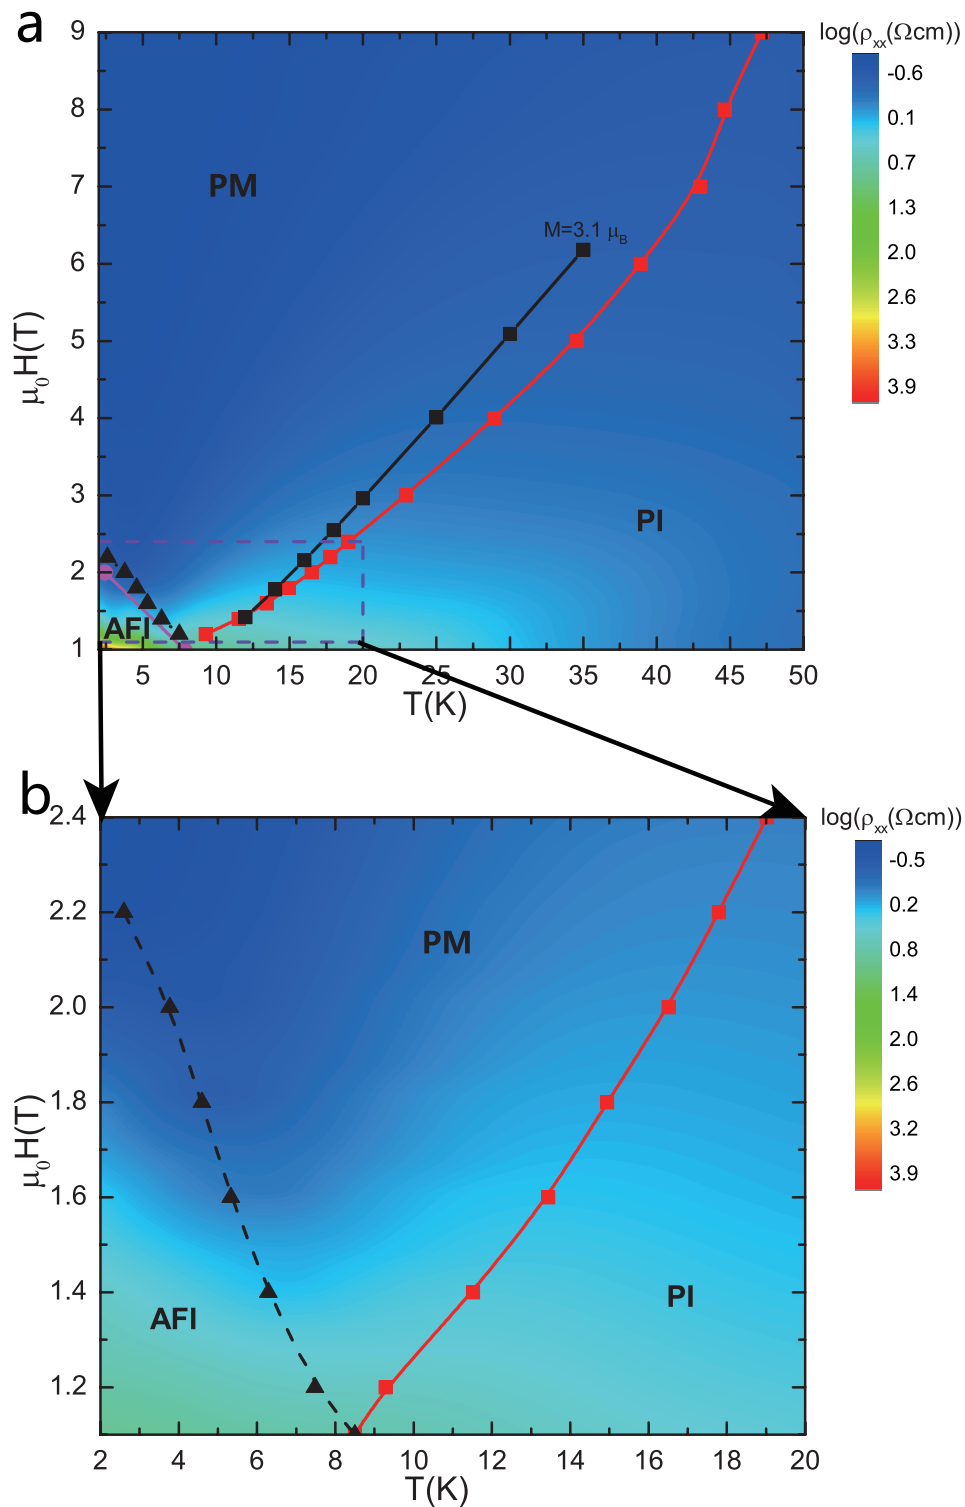 a
log(ρxx(Ωcm))
9
8
7
6
5
4
3
2
1
μ0H(T)
PM
M=3.1 μB
PI
AFI
5 10 15 20 25 30 35 40 45 50
T(K)
-0.6
0.1
0.7
1.3
2.0
2.6
3.3
3.9
b
log(ρxx(Ωcm))
2.4
2.2
2.0
1.8
1.6
1.4
1.2
μ0H(T)
PM
AFI
PI
2 4 6 8 10 12 14 16 18 20
T(K)
-0.5
0.2
0.8
1.4
2.0
2.6
3.2
3.9